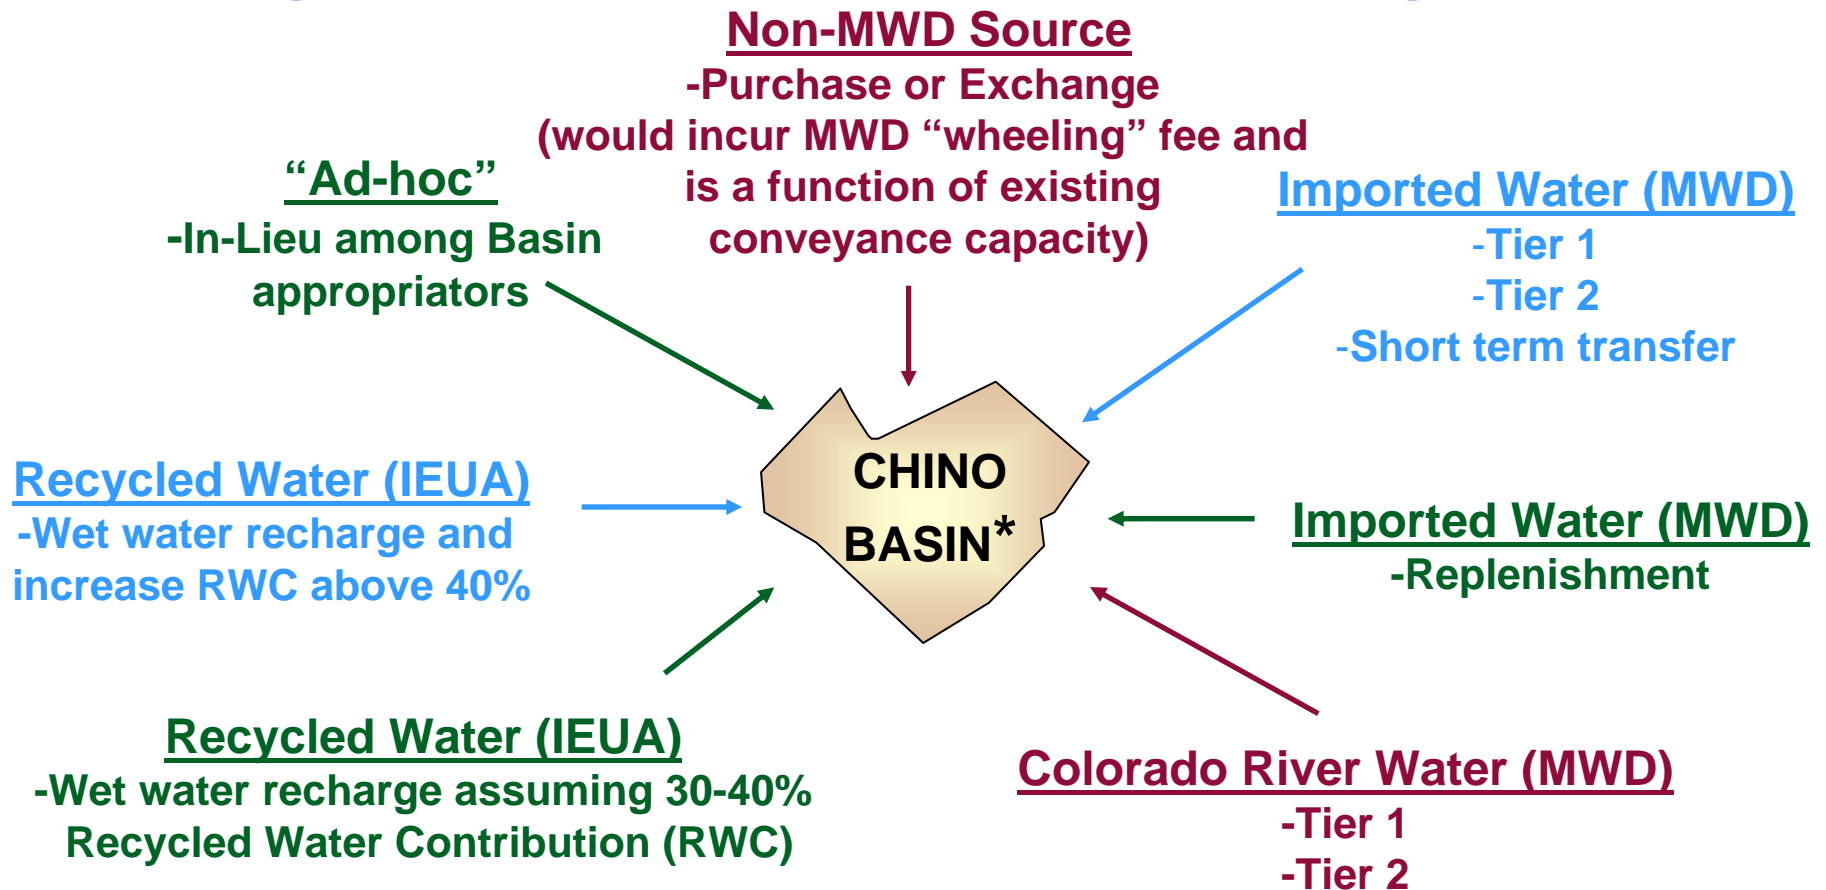 Non-MWD Source
-Purchase or Exchange
(would incur MWD “wheeling” fee and
is a function of existing
conveyance capacity)
“Ad-hoc”
-In-Lieu among Basin
appropriators
Imported Water (MWD)
-Tier 1
-Tier 2
-Short term transfer
CHINO
BASIN*
Recycled Water (IEUA)
-Wet water recharge and
increase RWC above 40%
Imported Water (MWD)
-Replenishment
Recycled Water (IEUA)
-Wet water recharge assuming 30-40%
Recycled Water Contribution (RWC)
Colorado River Water (MWD)
-Tier 1
-Tier 2